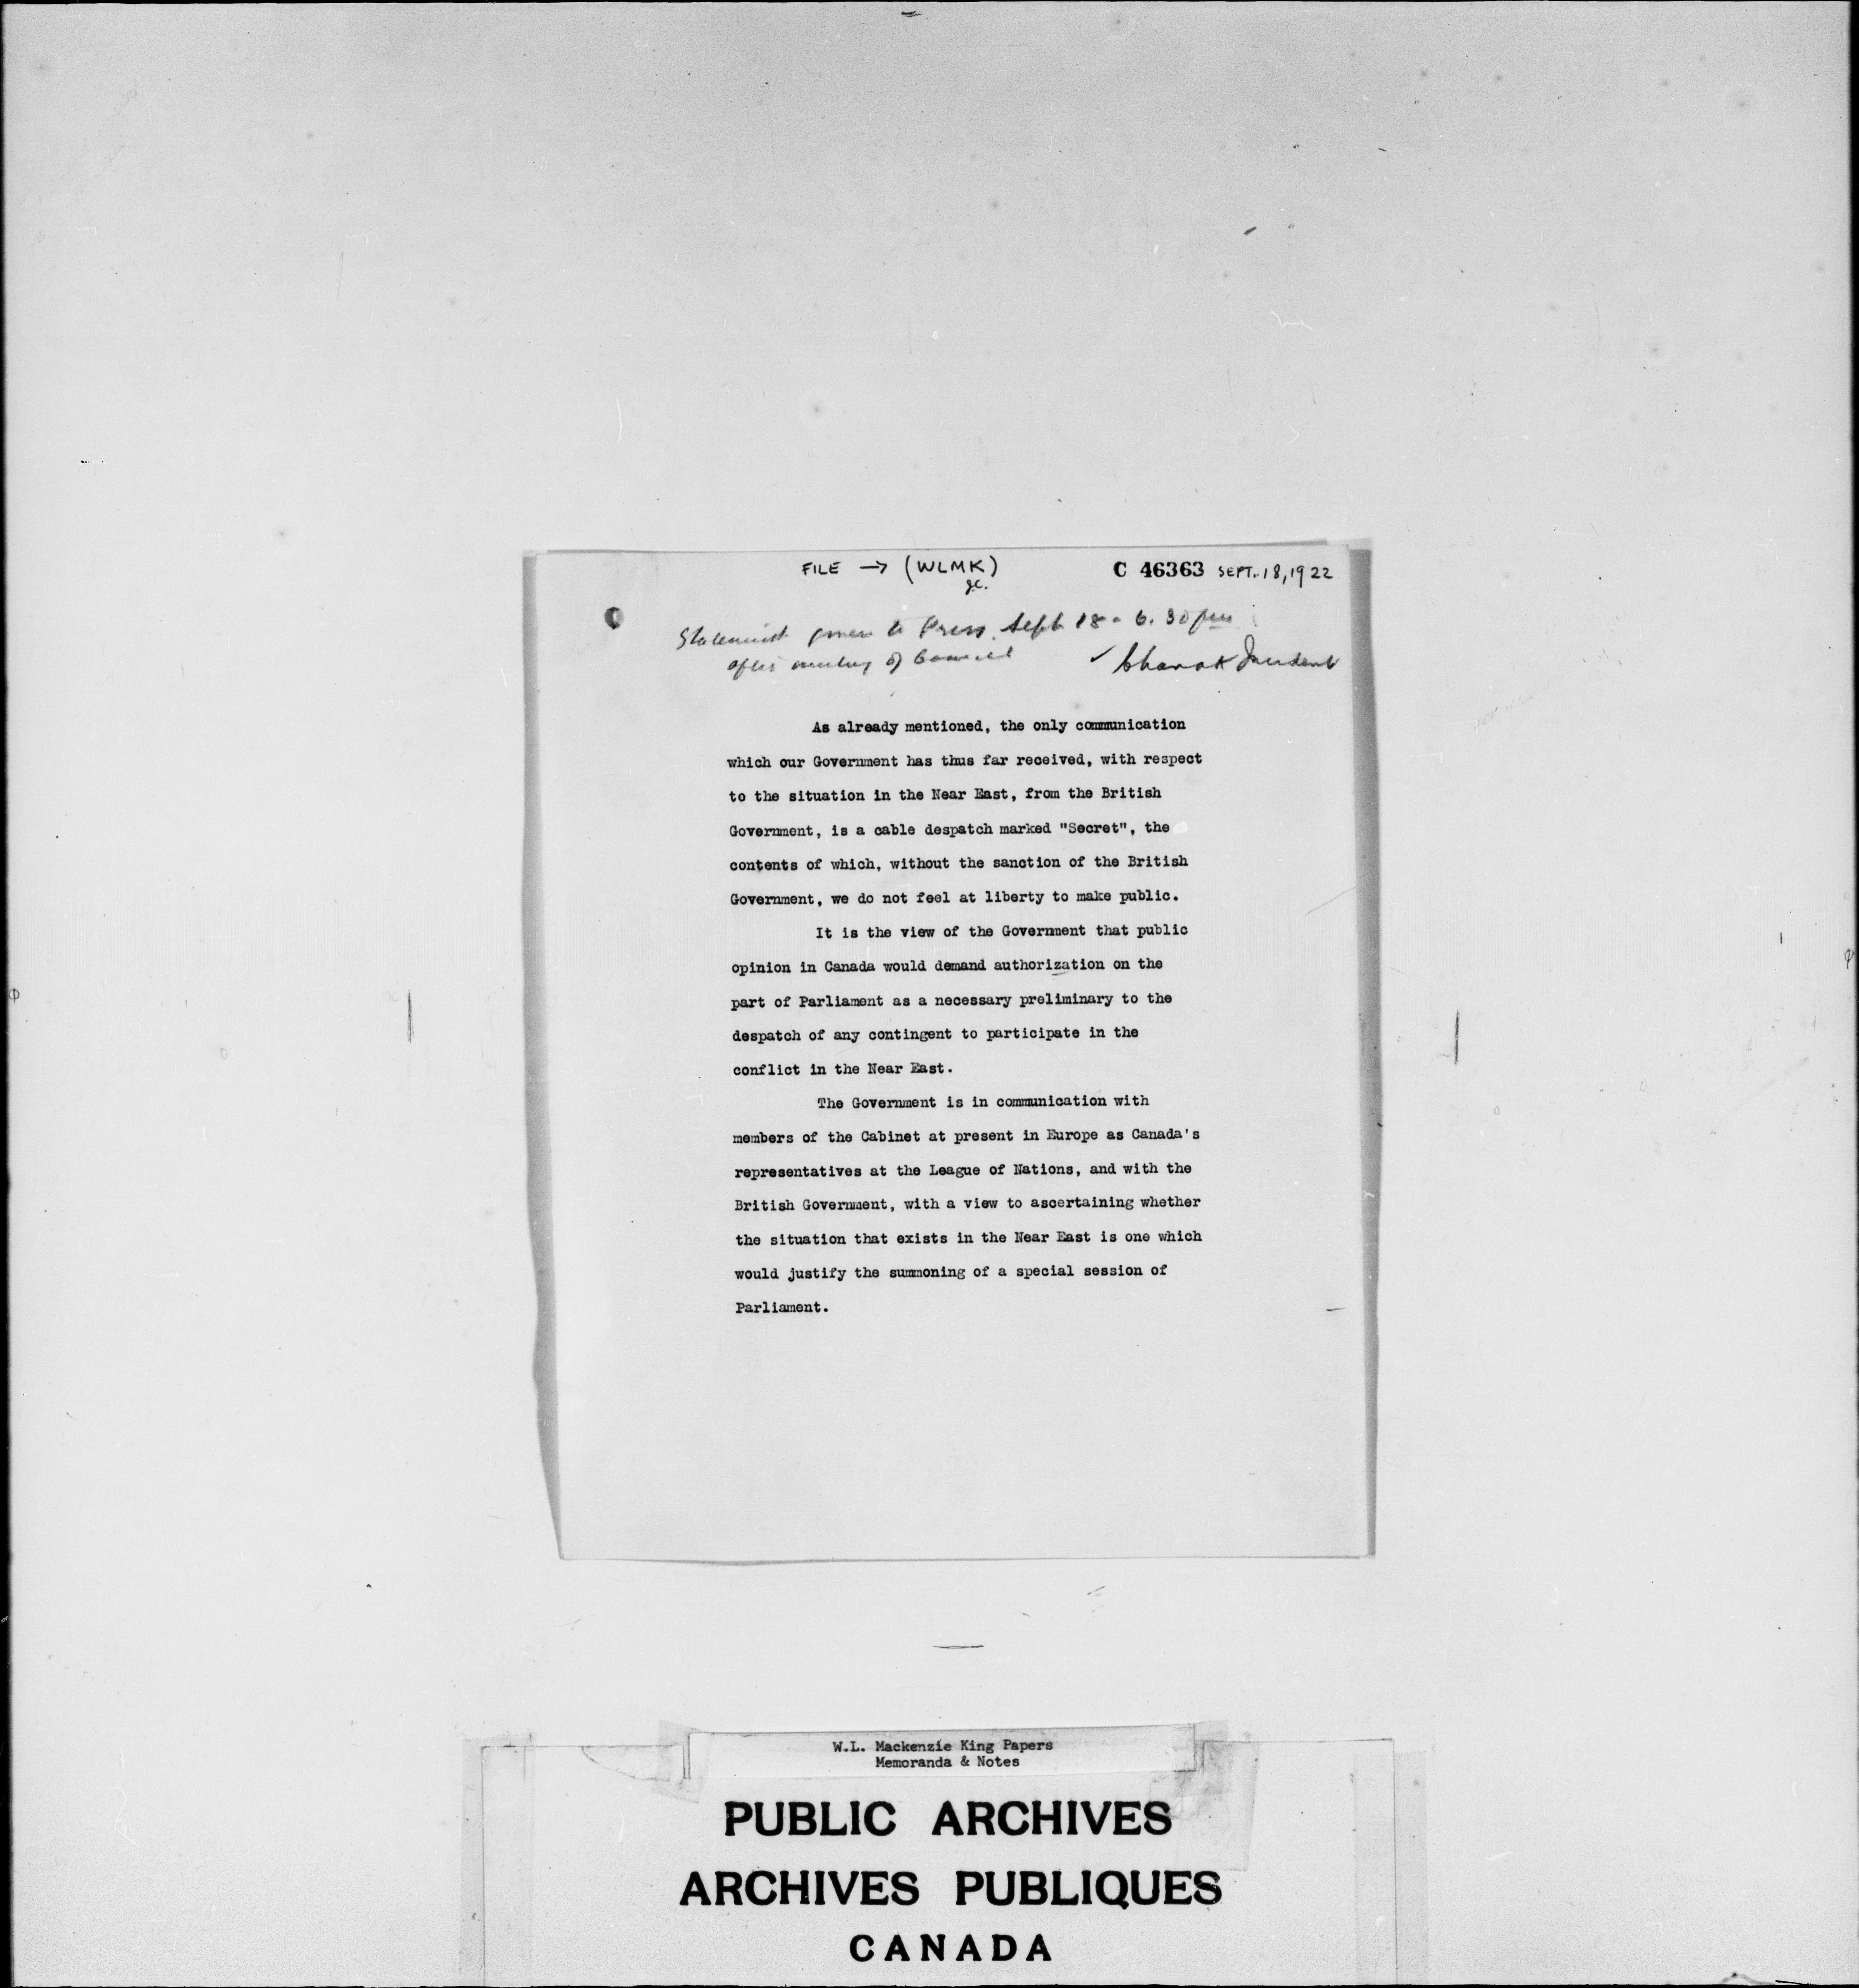 FILE → (WLMK)
J.C.
C 46363 SEPT. 18, 1922
Statement given to Press Sept 18 - 6.30 pm
after meeting of Council
✓ Chanak Incident
As already mentioned, the only communication
which our Government has thus far received, with respect
to the situation in the Near East, from the British
Government, is a cable despatch marked "Secret", the
contents of which, without the sanction of the British
Government, we do not feel at liberty to make public.
It is the view of the Government that public
opinion in Canada would demand authorization on the
part of Parliament as a necessary preliminary to the
despatch of any contingent to participate in the
conflict in the Near East.
The Government is in communication with
members of the Cabinet at present in Europe as Canada's
representatives at the League of Nations, and with the
British Government, with a view to ascertaining whether
the situation that exists in the Near East is one which
would justify the summoning of a special session of
Parliament.
W.L. Mackenzie King Papers
Memoranda & Notes
PUBLIC ARCHIVES
ARCHIVES PUBLIQUES
CANADA